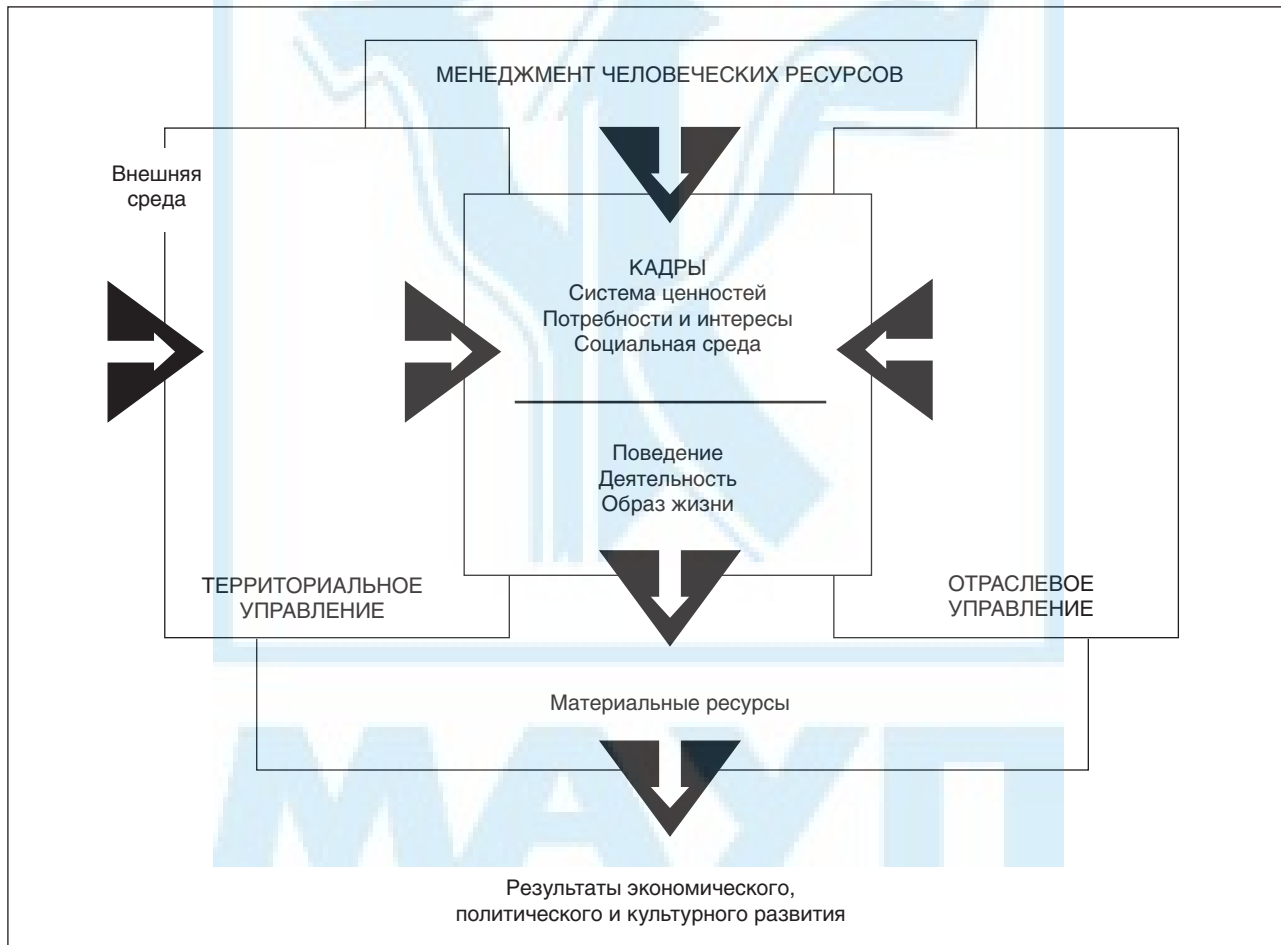 МЕНЕДЖМЕНТ ЧЕЛОВЕЧЕСКИХ РЕСУРСОВ
Внешняя
среда
КАДРЫ
Система ценностей
Потребности и интересы
Социальная среда
Поведение
Деятельность
Образ жизни
ТЕРРИТОРИАЛЬНОЕ
УПРАВЛЕНИЕ
ОТРАСЛЕВОЕ
УПРАВЛЕНИЕ
Материальные ресурсы
МАУП
Результаты экономического,
политического и культурного развития